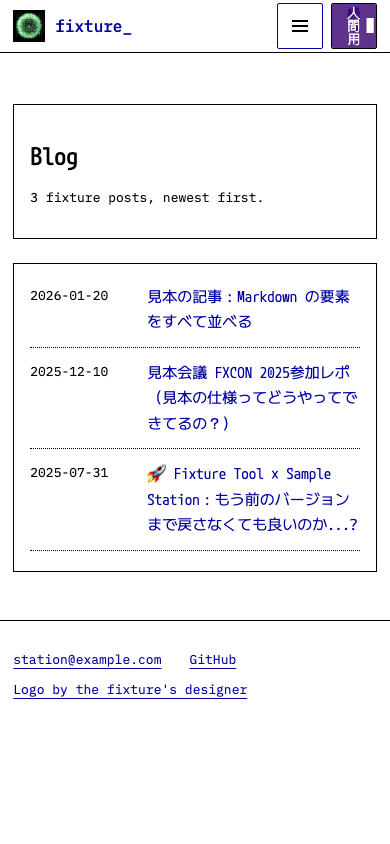 fixture_
人間用
Blog
3 fixture posts, newest first.
2026-01-20
見本の記事：Markdown の要素
をすべて並べる
2025-12-10
見本会議 FXCON 2025参加レポ
（見本の仕様ってどうやってで
きてるの？）
2025-07-31
🚀 Fixture Tool × Sample
Station：もう前のバージョン
まで戻さなくても良いのか...?
station@example.com GitHub
Logo by the fixture's designer